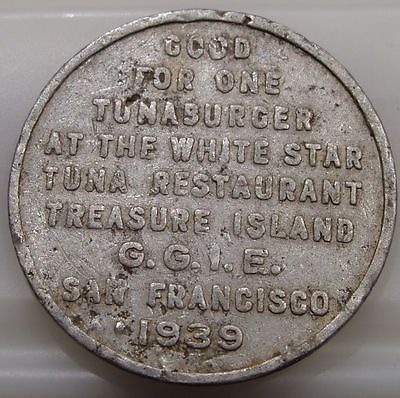 GOOD
FOR ONE
TUNABURGER
AT THE WHITE STAR
TUNA RESTAURANT
TREASURE ISLAND
G.G.I.E.
SAN FRANCISCO
1939